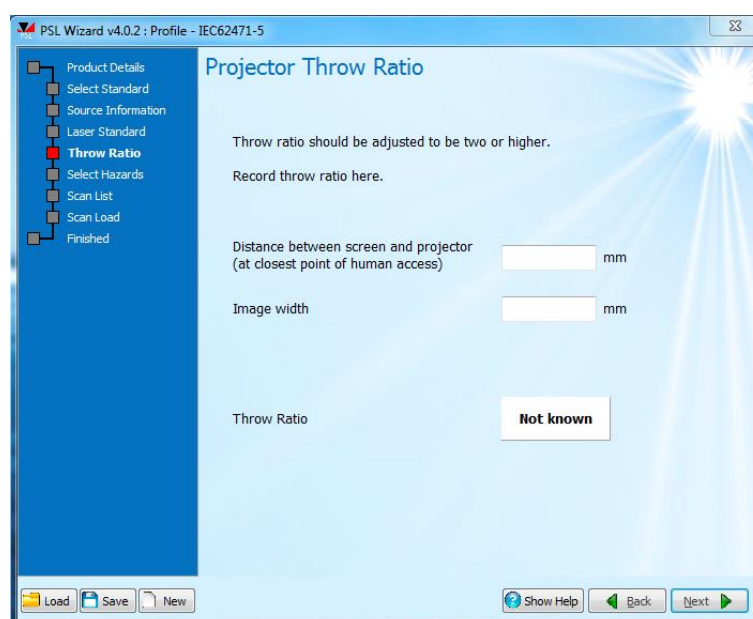 PSL Wizard v4.0.2 : Profile - IEC62471-5
Product Details
Select Standard
Source Information
Laser Standard
Throw Ratio
Select Hazards
Scan List
Scan Load
Finished
Projector Throw Ratio
Throw ratio should be adjusted to be two or higher.
Record throw ratio here.
Distance between screen and projector
(at closest point of human access)
mm
Image width
mm
Throw Ratio
Not known
Load
Save
New
Show Help
Back
Next